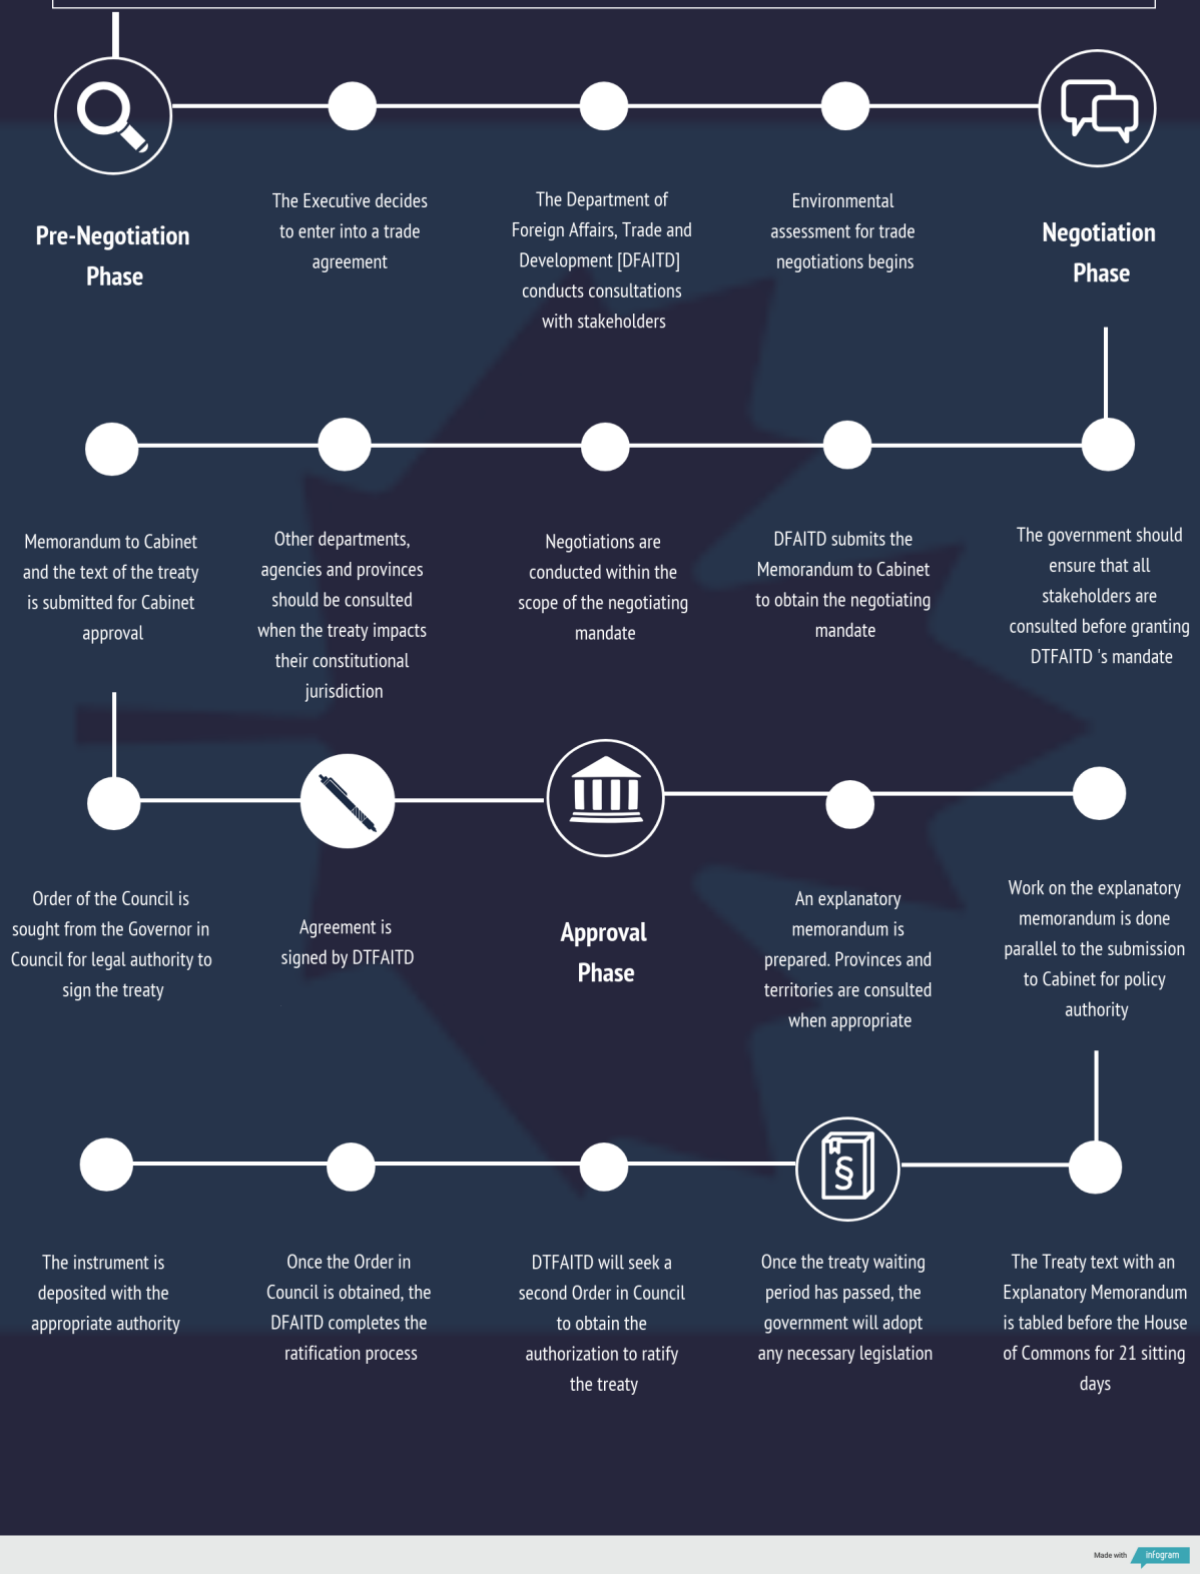 Pre-Negotiation
Phase
The Executive decides
to enter into a trade
agreement
The Department of
Foreign Affairs, Trade and
Development [DFAITD]
conducts consultations
with stakeholders
Environmental
assessment for trade
negotiations begins
Negotiation
Phase
The government should
ensure that all
stakeholders are
consulted before granting
DTFAITD 's mandate
DFAITD submits the
Memorandum to Cabinet
to obtain the negotiating
mandate
Negotiations are
conducted within the
scope of the negotiating
mandate
Other departments,
agencies and provinces
should be consulted
when the treaty impacts
their constitutional
jurisdiction
Memorandum to Cabinet
and the text of the treaty
is submitted for Cabinet
approval
Order of the Council is
sought from the Governor in
Council for legal authority to
sign the treaty
Agreement is
signed by DTFAITD
Approval
Phase
An explanatory
memorandum is
prepared. Provinces and
territories are consulted
when appropriate
Work on the explanatory
memorandum is done
parallel to the submission
to Cabinet for policy
authority
§
The Treaty text with an
Explanatory Memorandum
is tabled before the House
of Commons for 21 sitting
days
Once the treaty waiting
period has passed, the
government will adopt
any necessary legislation
DTFAITD will seek a
second Order in Council
to obtain the
authorization to ratify
the treaty
Once the Order in
Council is obtained, the
DFAITD completes the
ratification process
The instrument is
deposited with the
appropriate authority
Made with infogram